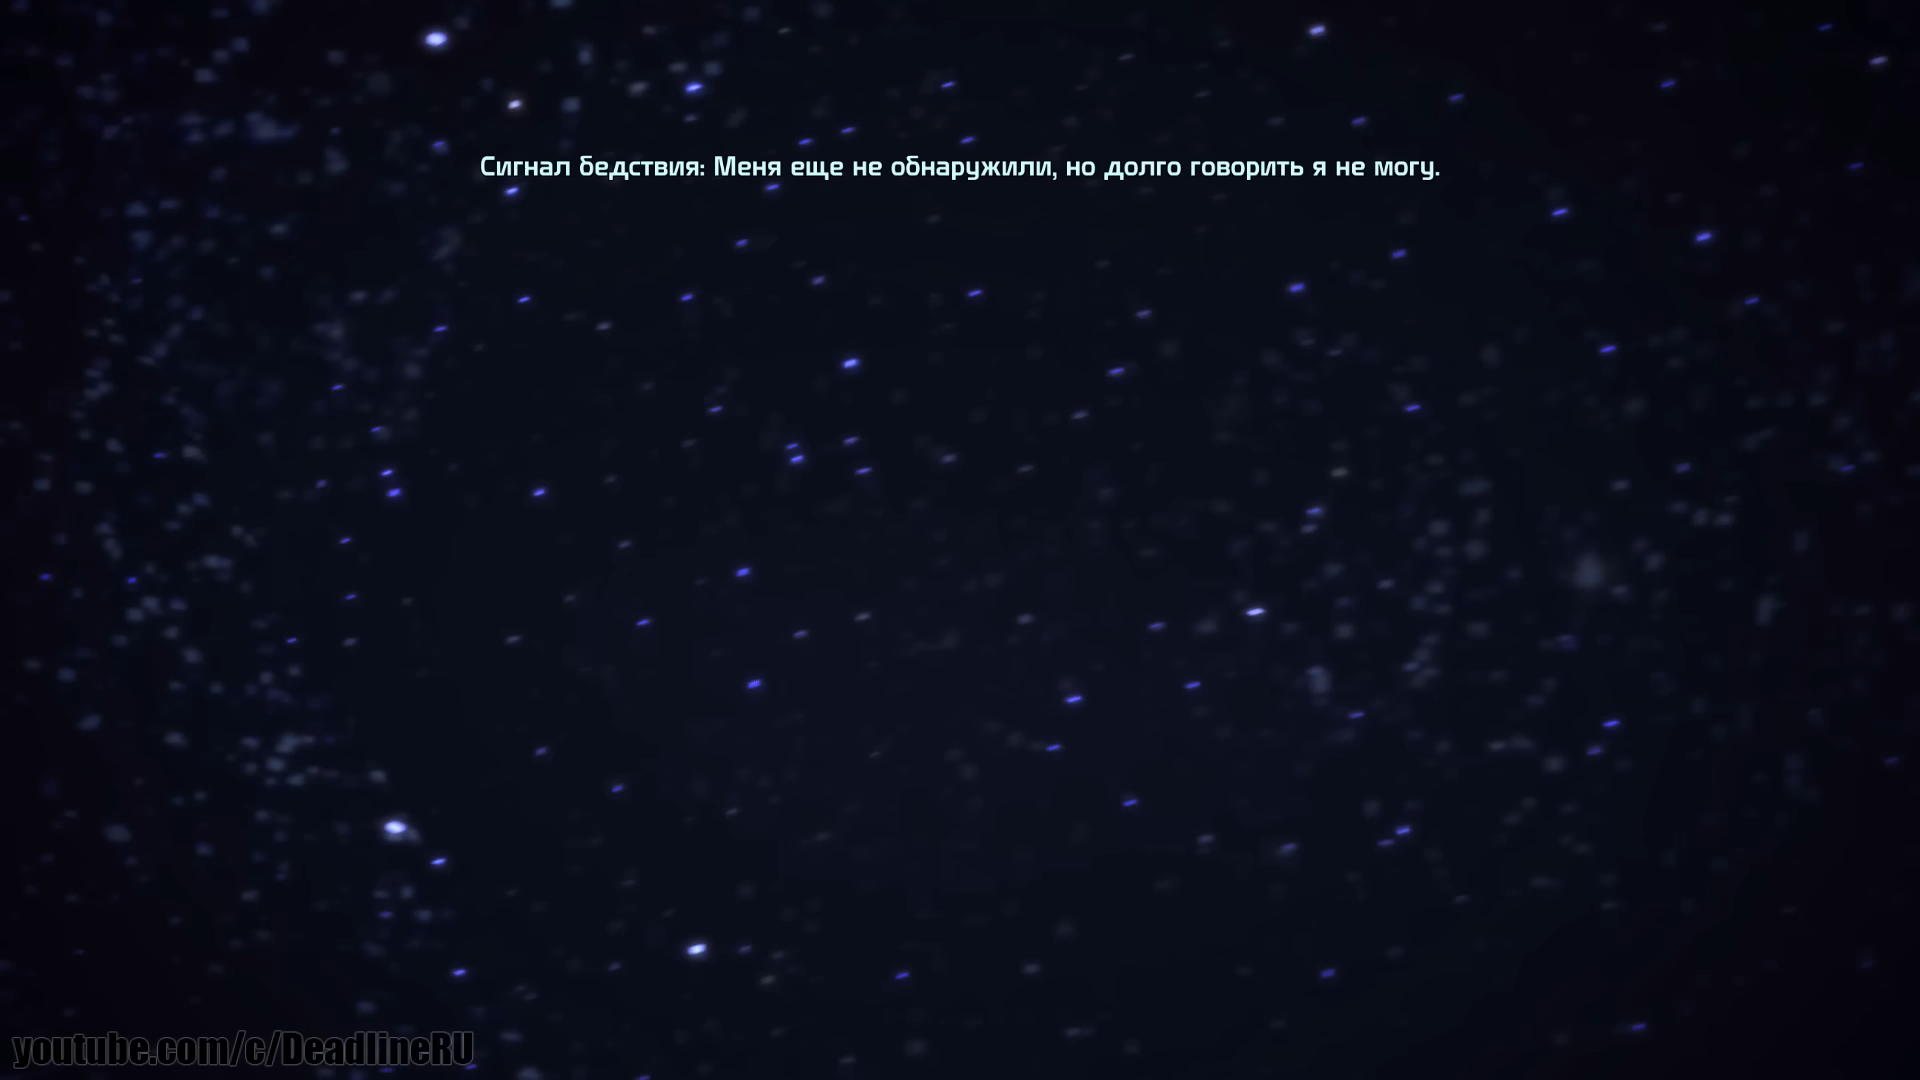 Сигнал бедствия: Меня еще не обнаружили, но долго говорить я не могу.
youtube.com/c/DeadlineRU